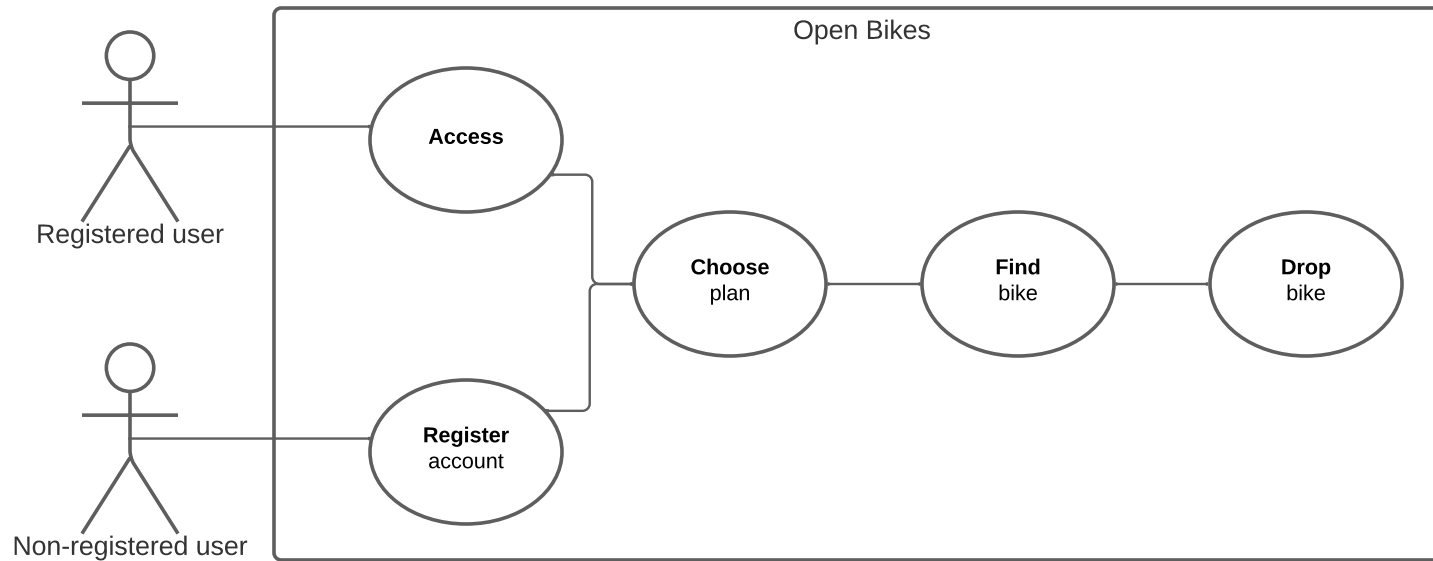 Open Bikes
Access
Registered user
Choose
plan
Find
bike
Drop
bike
Register
account
Non-registered user